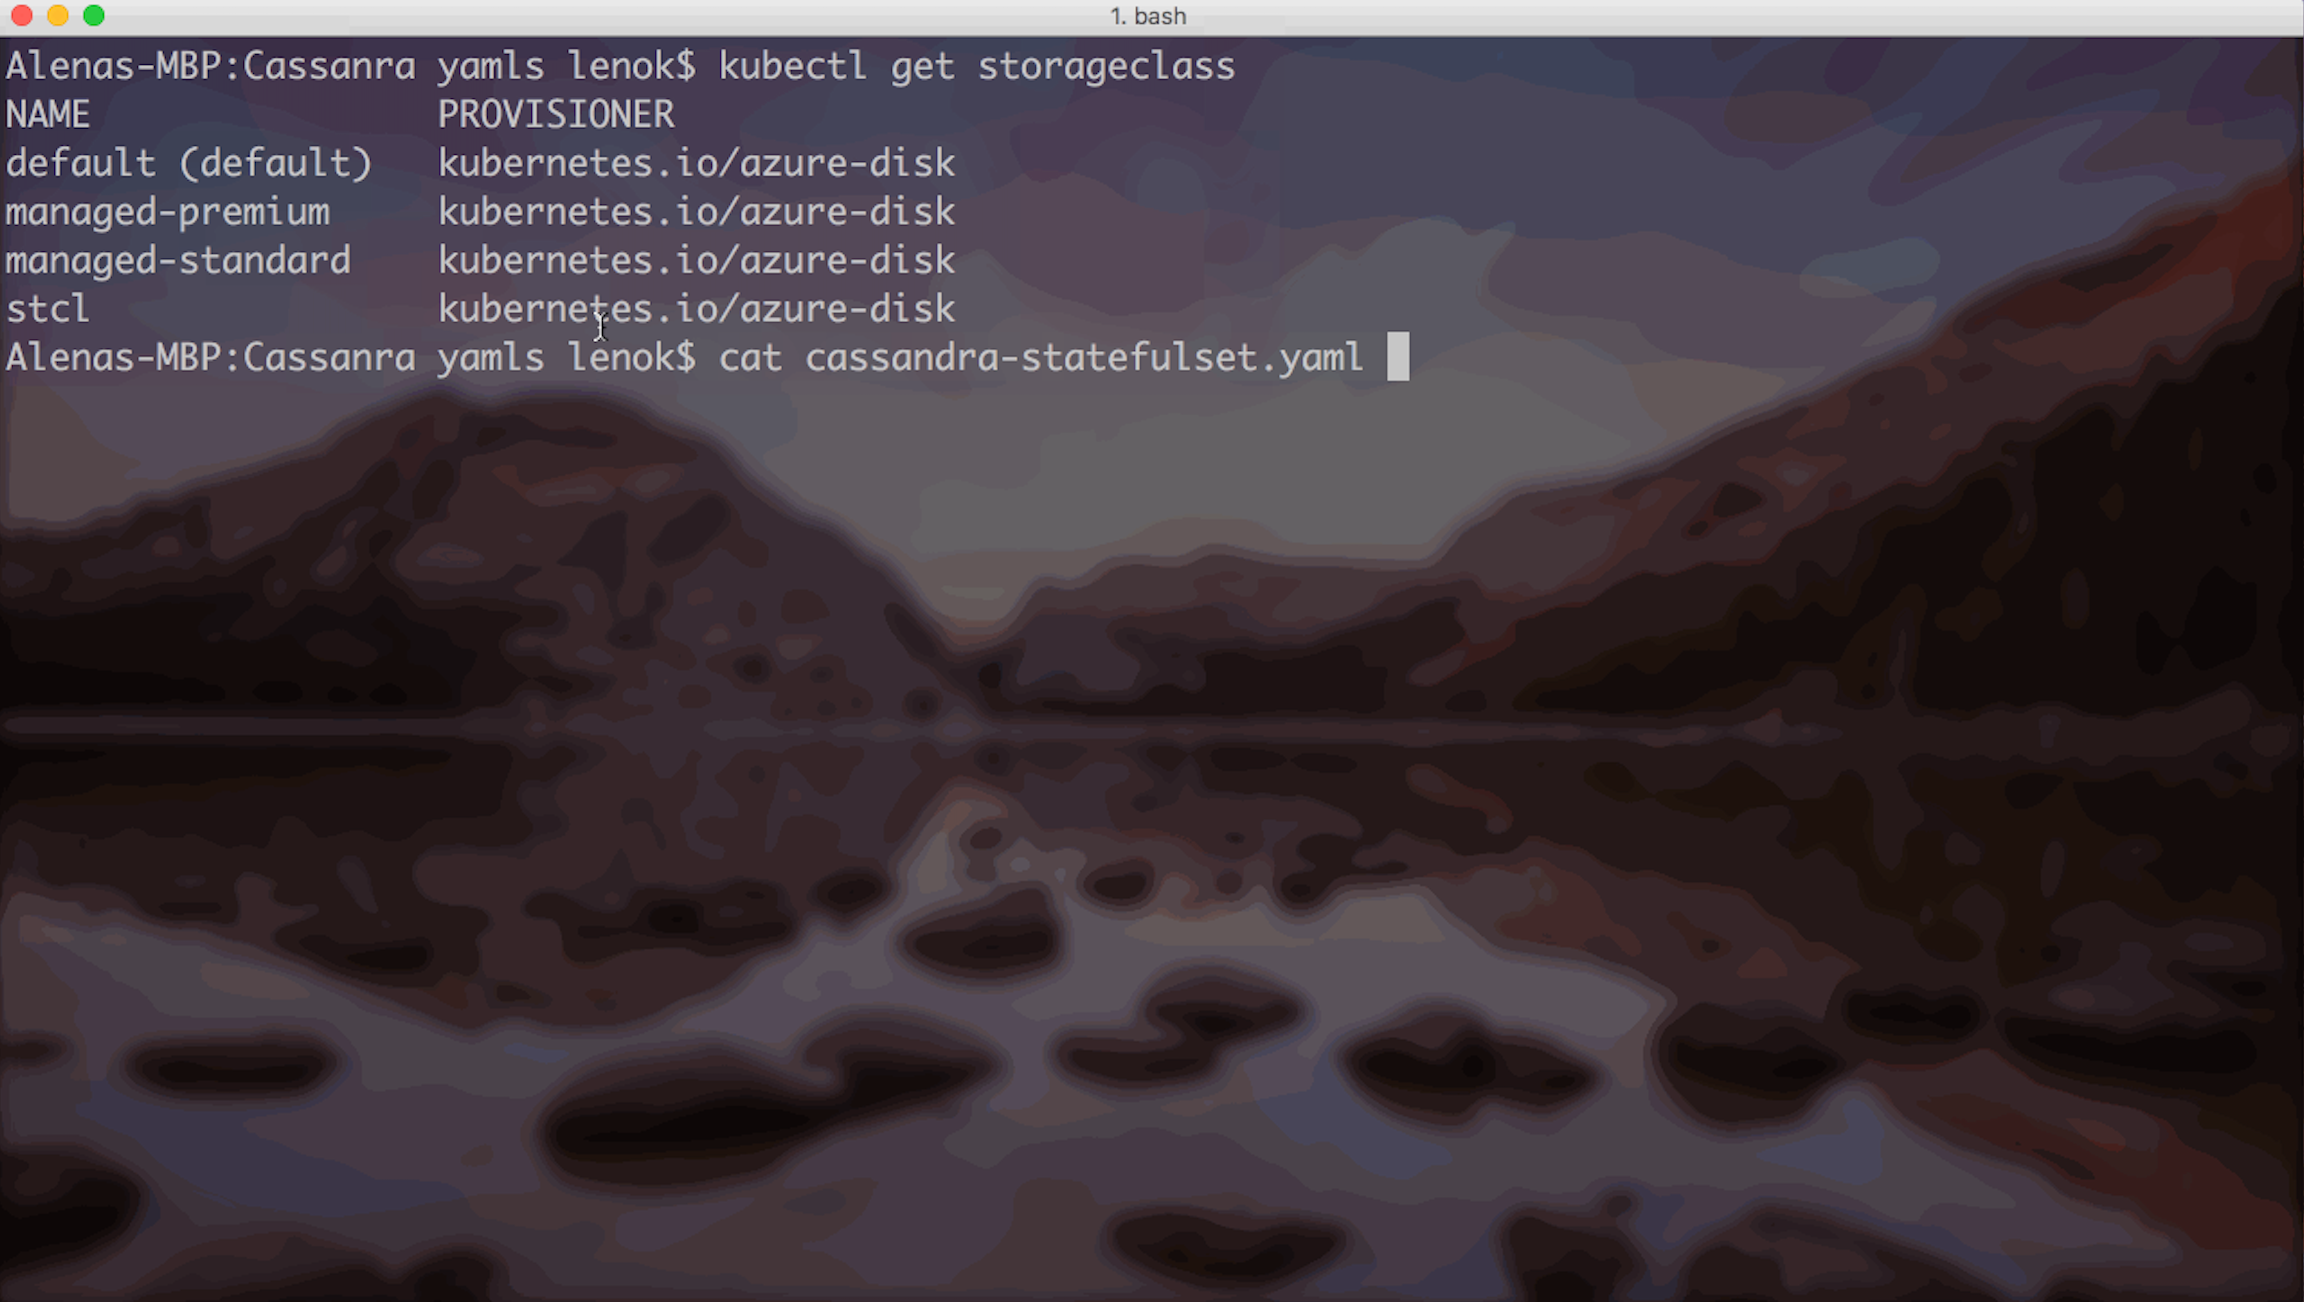 1. bash
Alenas-MBP:Cassanra yamls lenok$ kubectl get storageclass
NAME PROVISIONER
default (default) kubernetes.io/azure-disk
managed-premium kubernetes.io/azure-disk
managed-standard kubernetes.io/azure-disk
stcl kubernetes.io/azure-disk
Alenas-MBP:Cassanra yamls lenok$ cat cassandra-statefulset.yaml